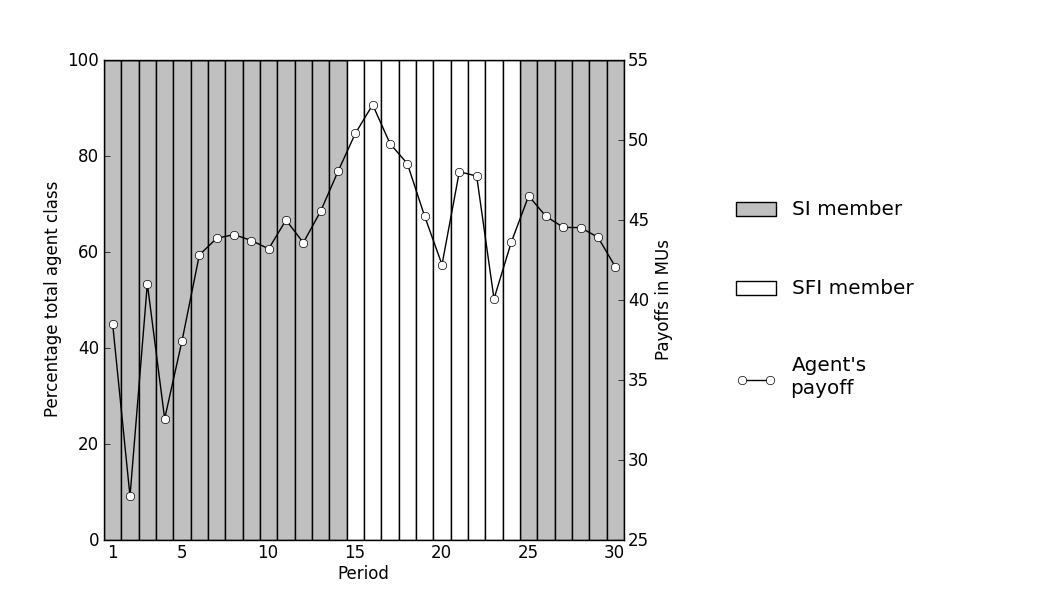 100
80
60
40
20
0
Percentage total agent class
55
50
45
40
35
30
25
Payoffs in MUs
1 5 10 15 20 25 30
Period
SI member
SFI member
Agent's
payoff